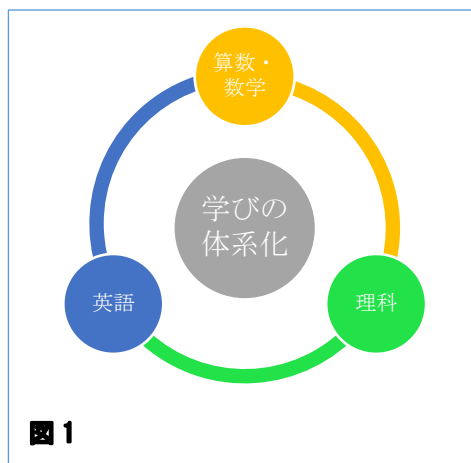 算数・
数学
学びの
体系化
英語
理科
図1